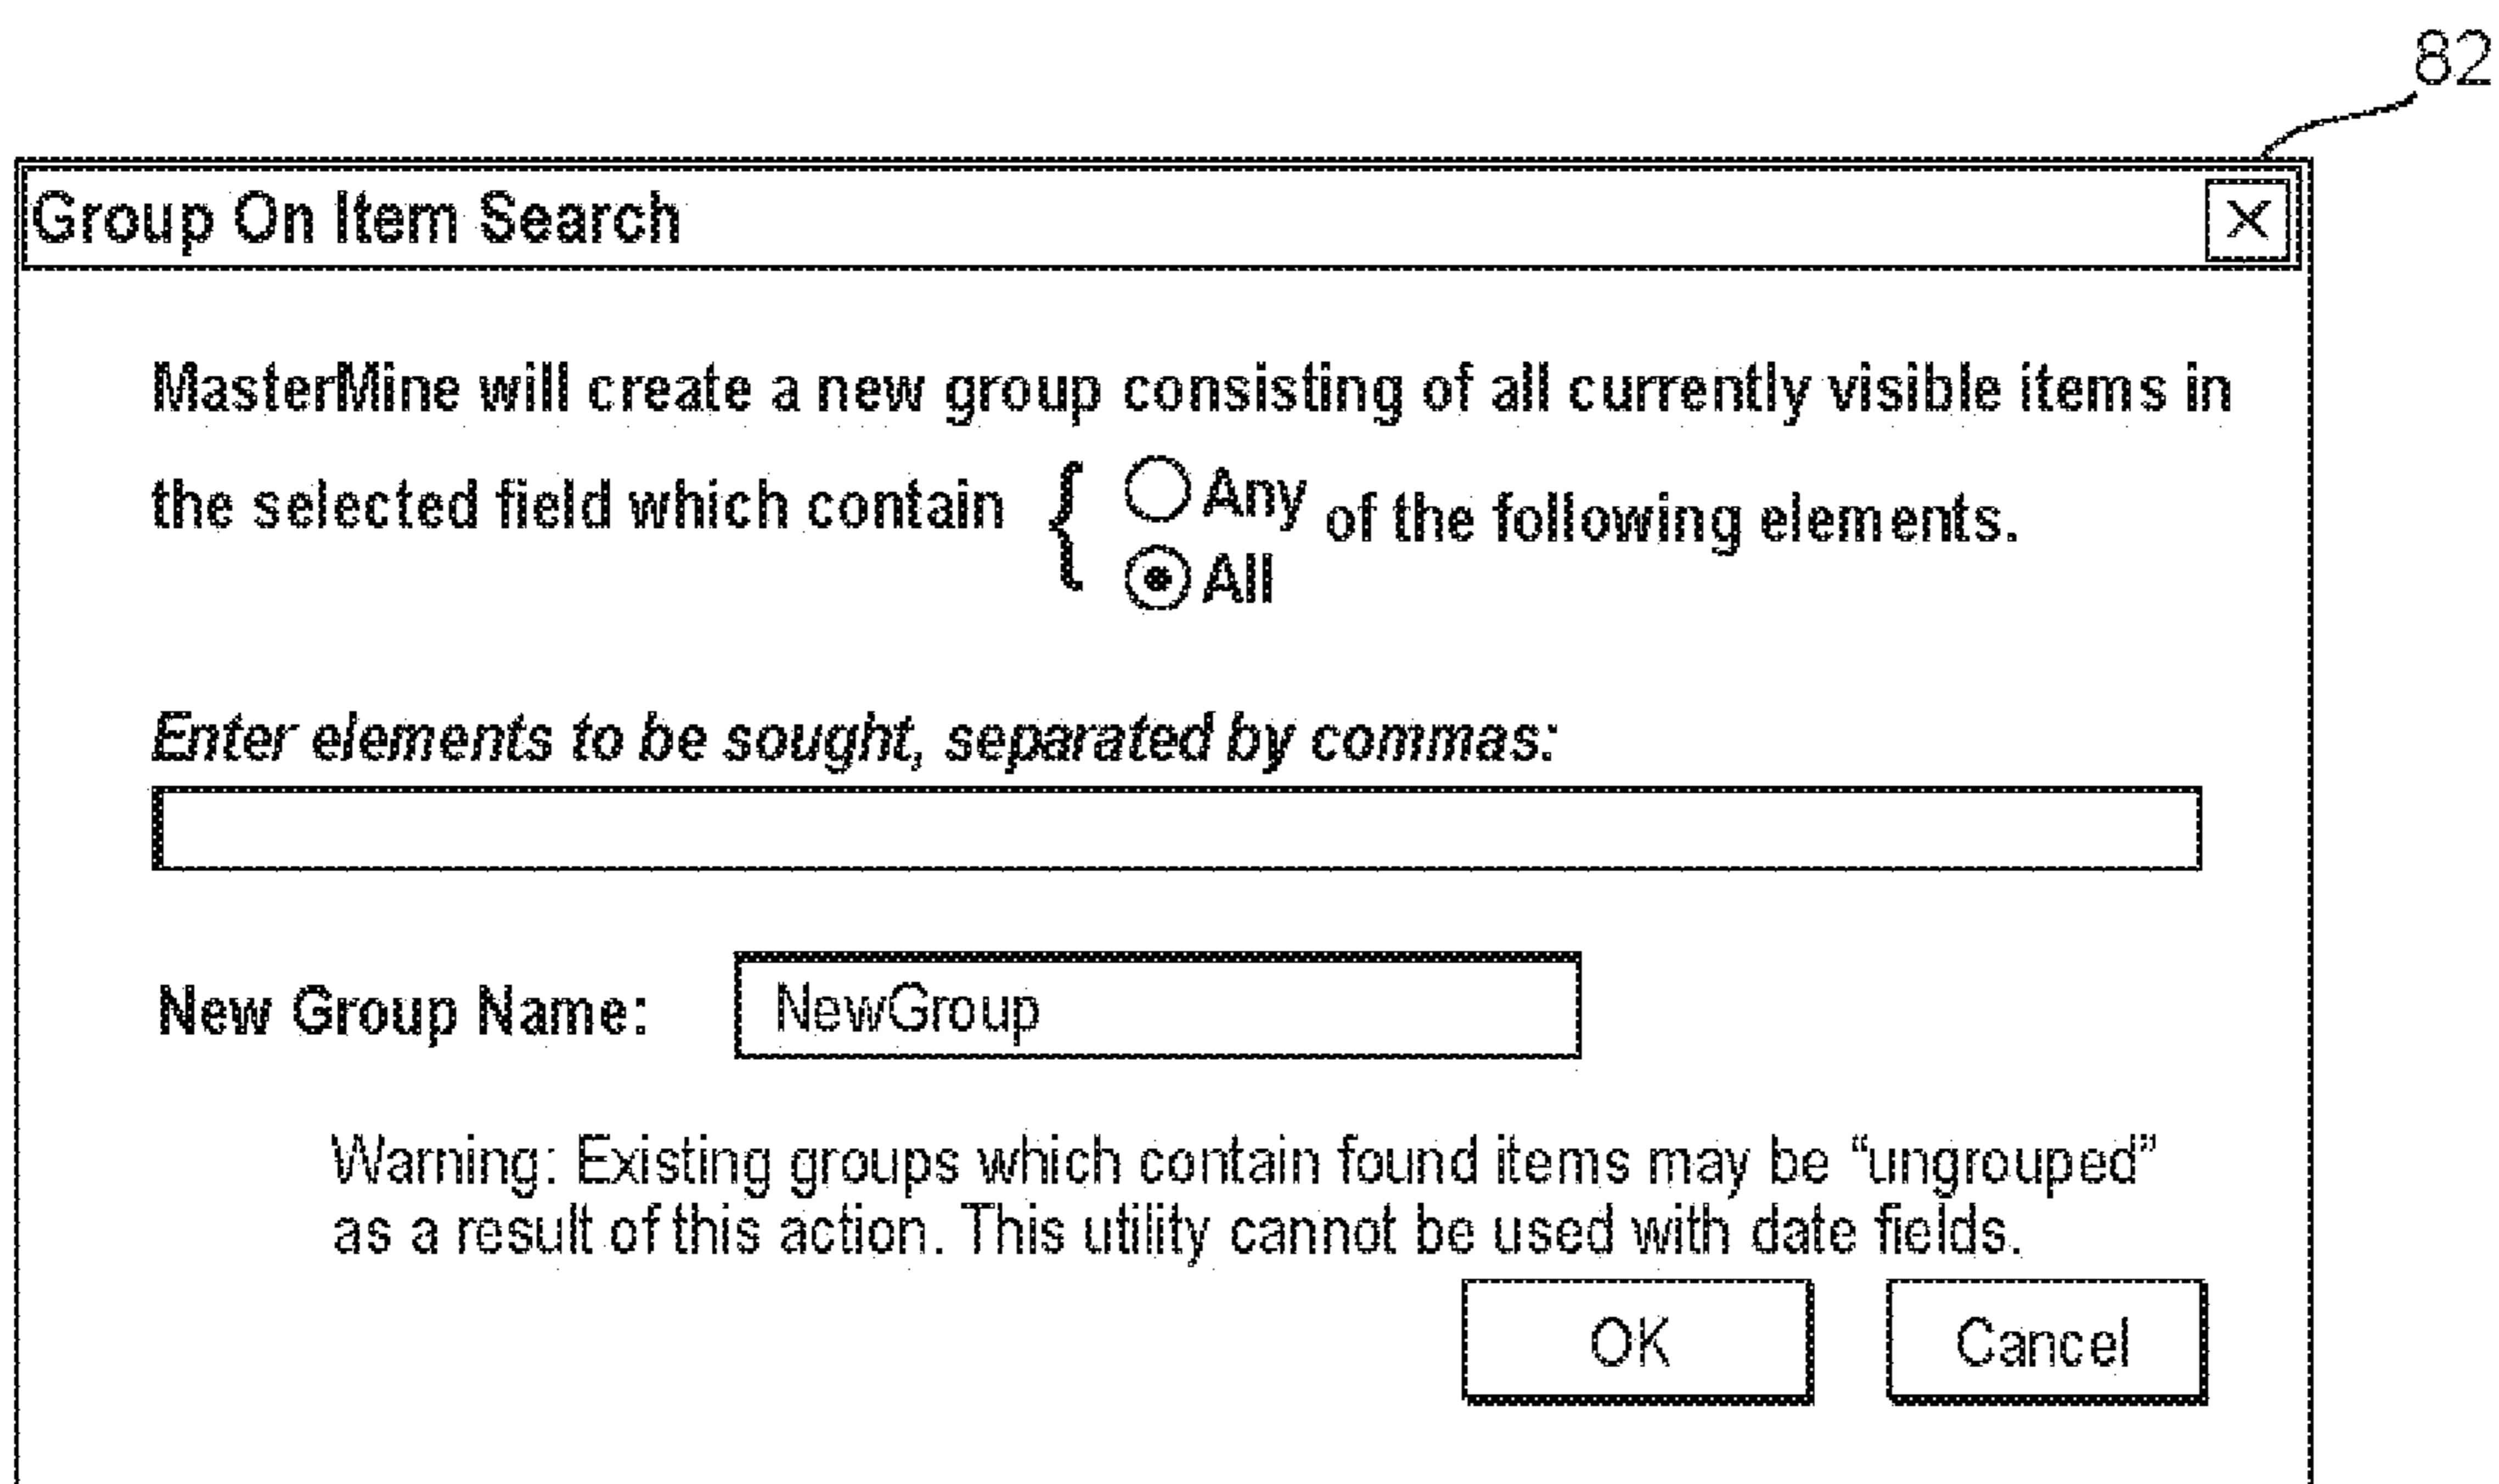 82
Group On Item Search X
MasterMine will create a new group consisting of all currently visible items in
the selected field which contain { Any of the following elements.
All
Enter elements to be sought, separated by commas:
New Group Name: NewGroup
Warning: Existing groups which contain found items may be “ungrouped”
as a result of this action. This utility cannot be used with date fields.
OK Cancel